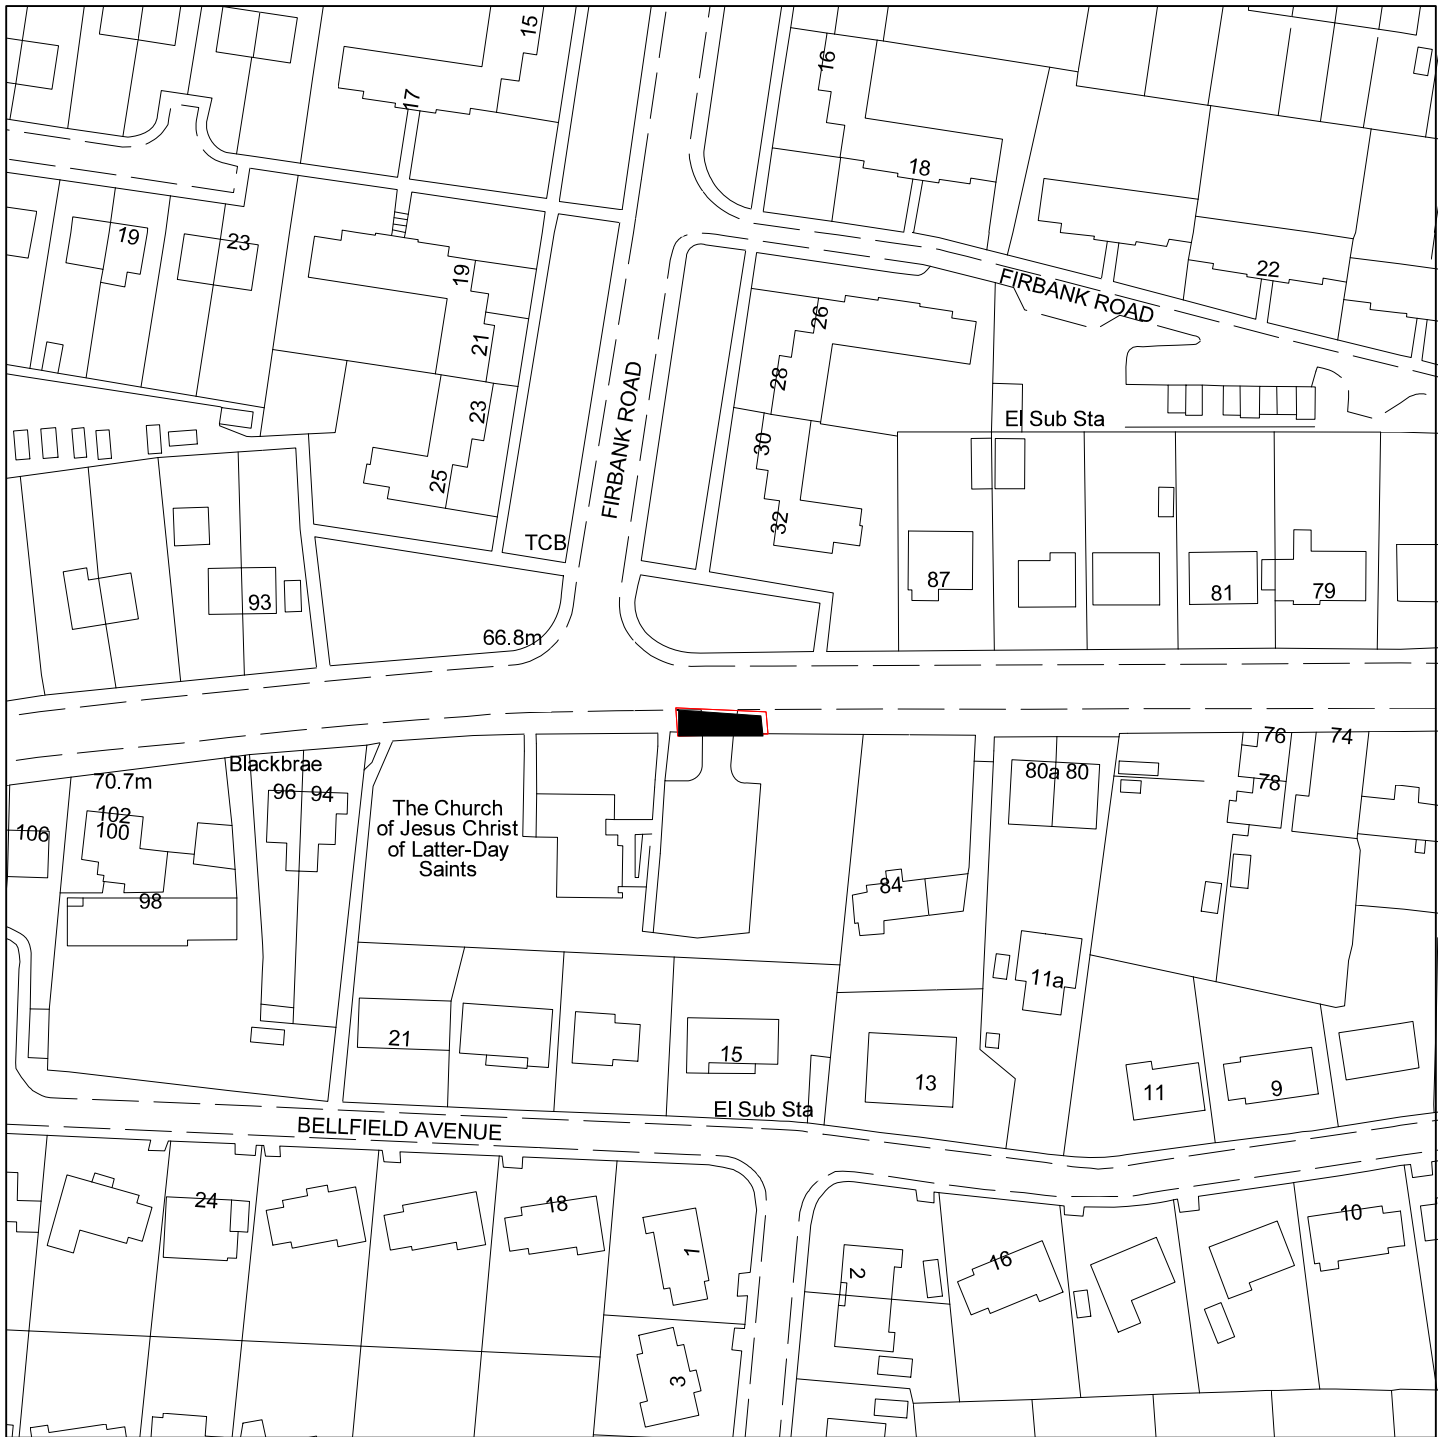 15
16
17
18
19
23
19
22
FIRBANK ROAD
26
21
FIRBANK ROAD
28
23
El Sub Sta
30
25
32
TCB
87
81
79
93
66.8m
76
74
Blackbrae
70.7m
96
94
80a
80
78
The Church
of Jesus Christ
of Latter-Day
Saints
102
100
106
84
98
11a
21
15
13
11
9
El Sub Sta
BELLFIELD AVENUE
24
18
10
1
2
16
3